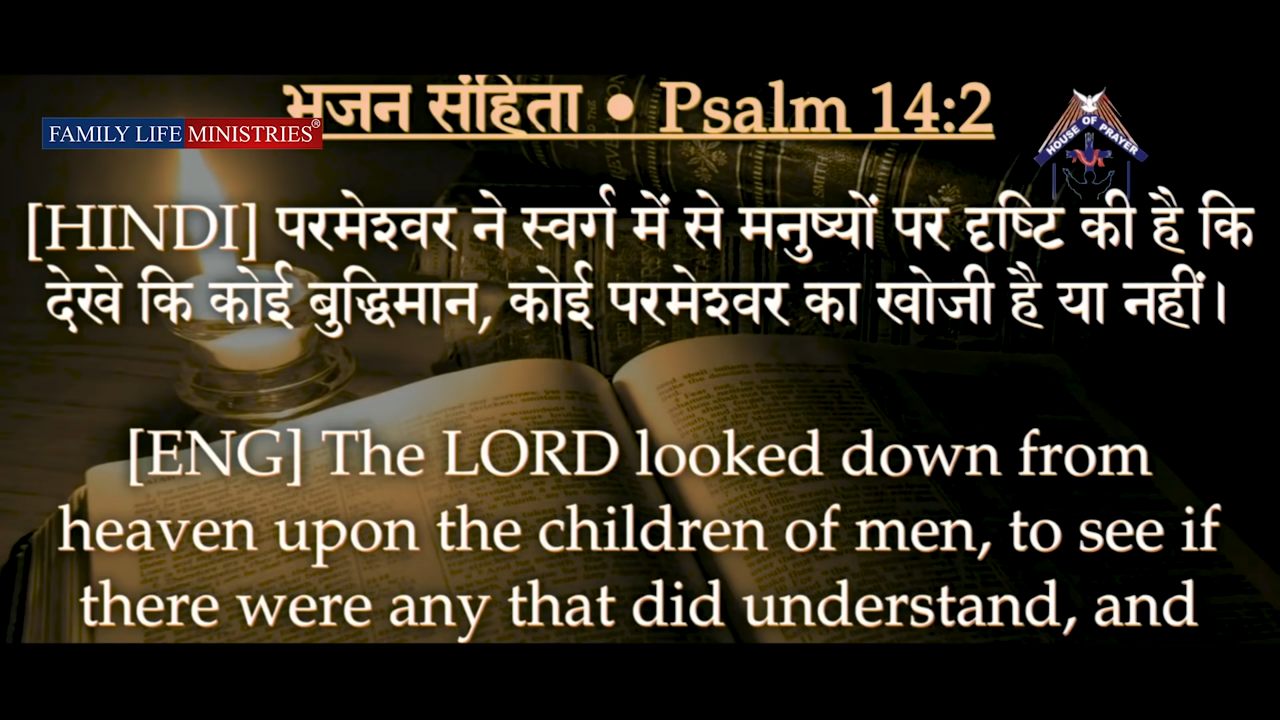 भजन संहिता • Psalm 14:2
FAMILY LIFE MINISTRIES®
HOUSE OF PRAYER
[HINDI] परमेश्वर ने स्वर्ग में से मनुष्यों पर दृष्टि की है कि
देखे कि कोई बुद्धिमान, कोई परमेश्वर का खोजी है या नहीं।
[ENG] The LORD looked down from
heaven upon the children of men, to see if
there were any that did understand, and